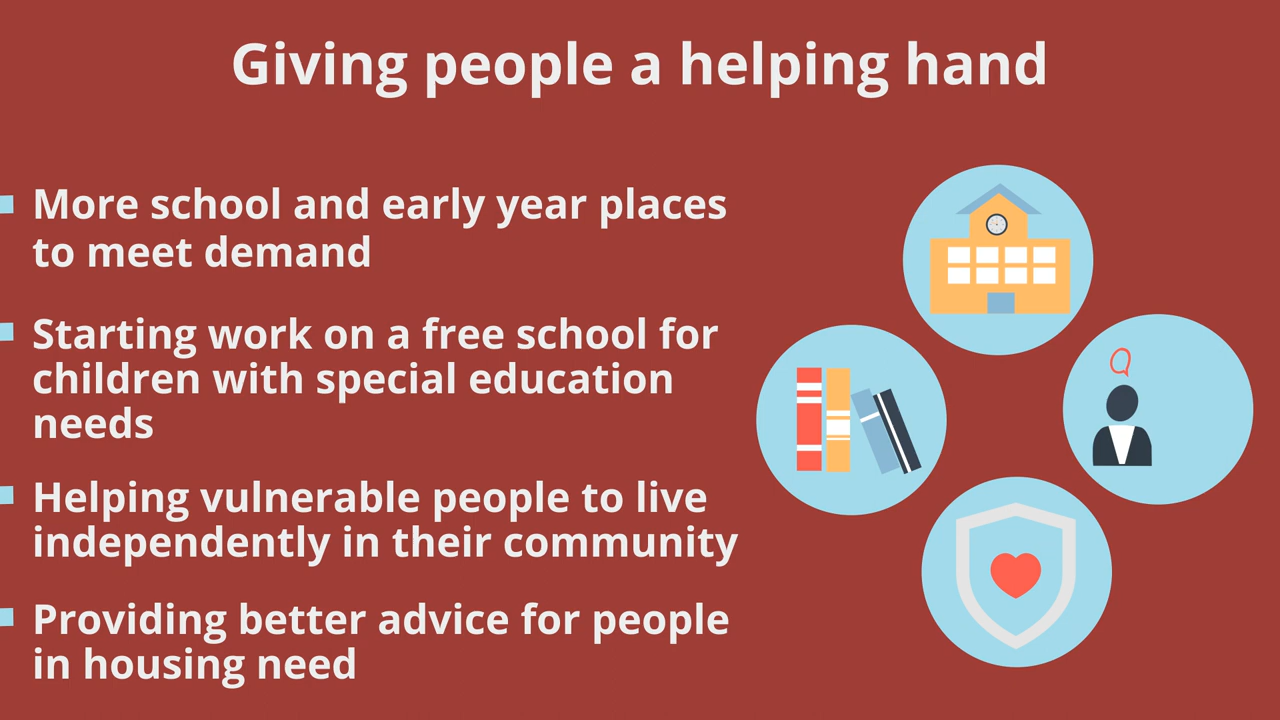 Giving people a helping hand
More school and early year places
to meet demand
Starting work on a free school for
children with special education
needs
Helping vulnerable people to live
independently in their community
Providing better advice for people
in housing need